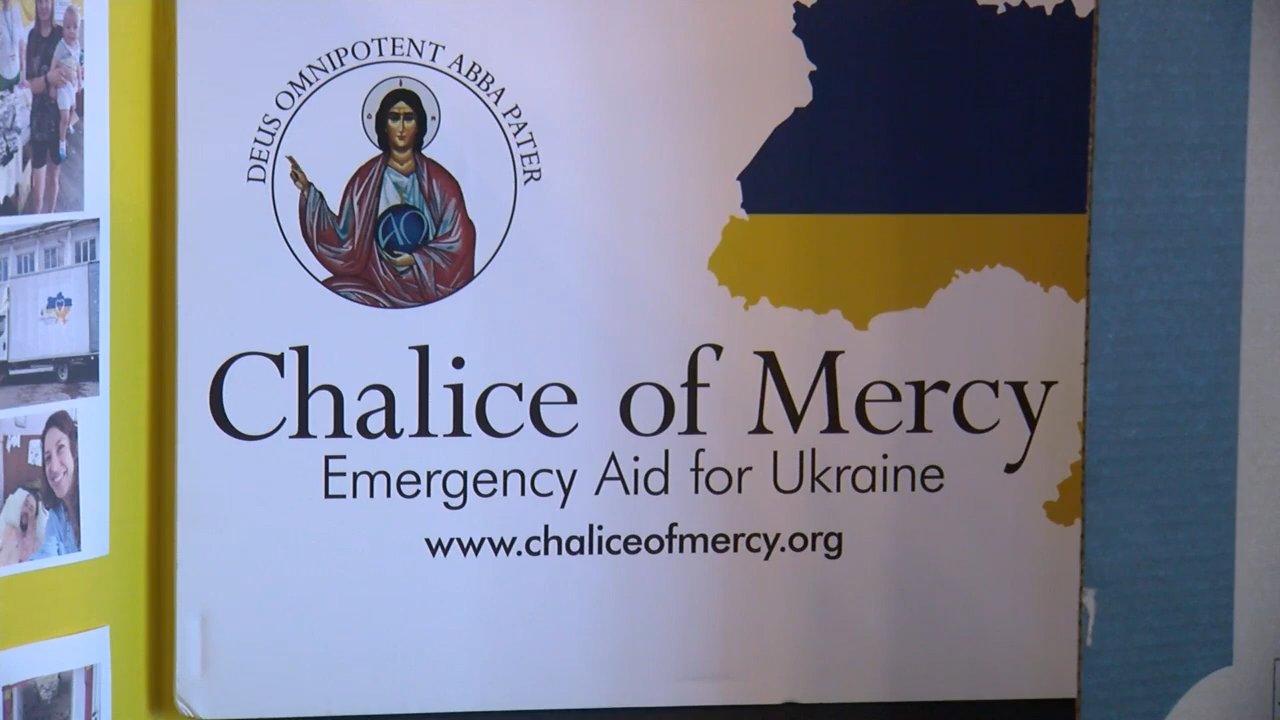 DEUS OMNIPOTENT ABBA PATER
Chalice of Mercy
Emergency Aid for Ukraine
www.chaliceofmercy.org